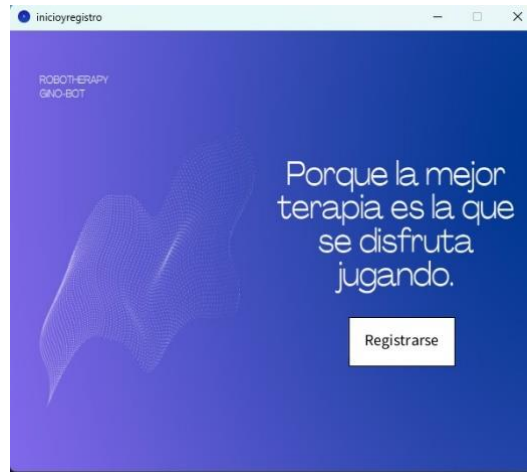 inicioyregistro
ROBOTHERAPY
GINO-BOT
Porque la mejor
terapia es la que
se disfruta
jugando.
Registrarse